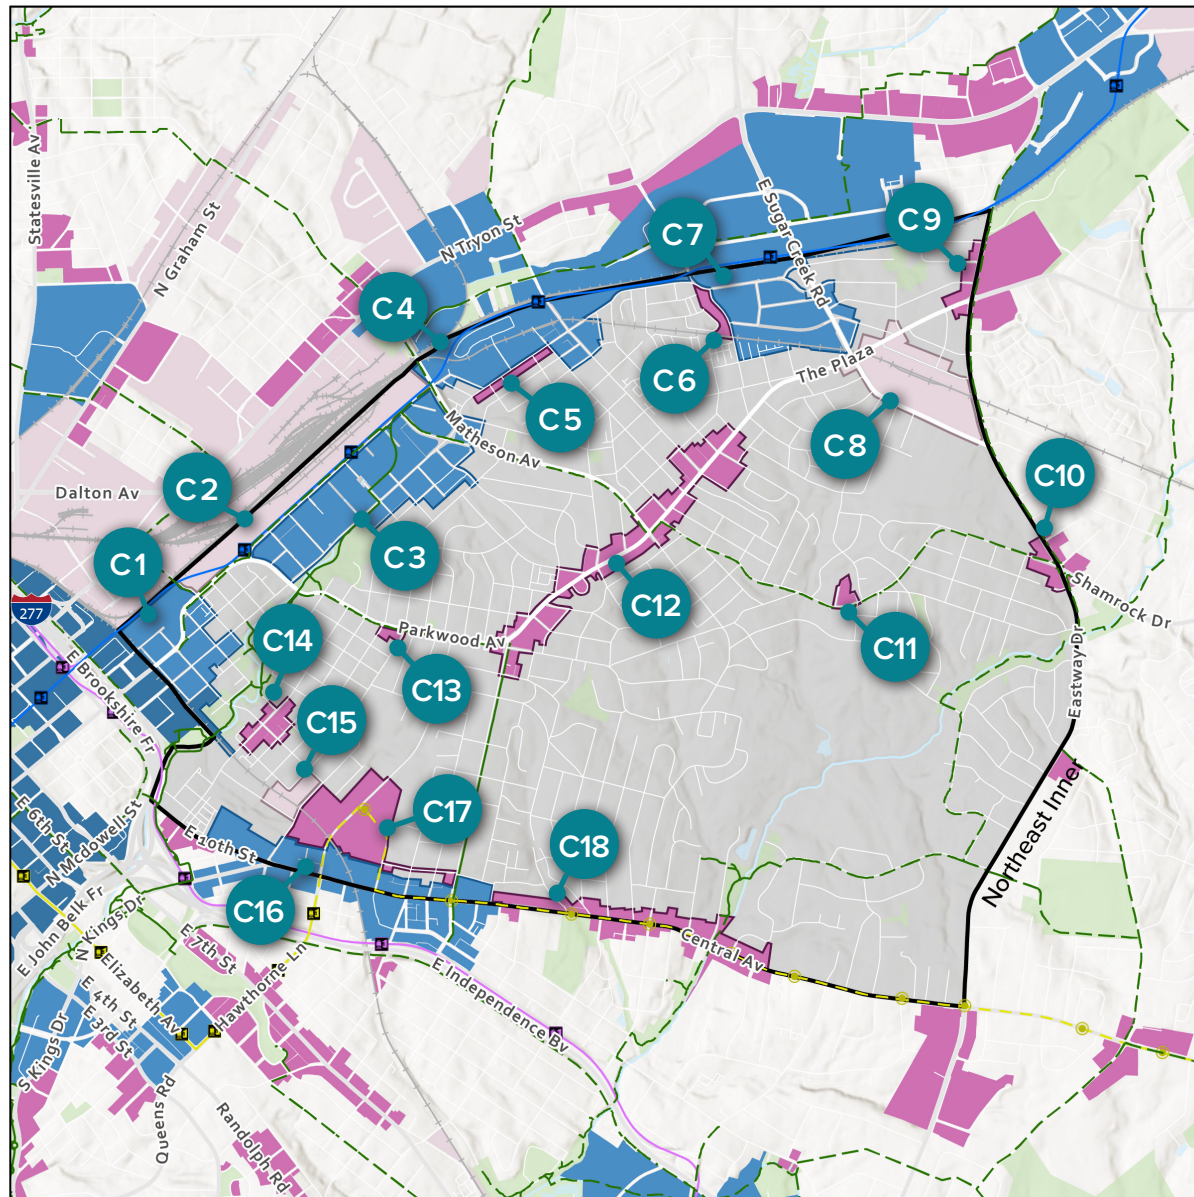 Statesville Av
N Graham St
N Tryon St
E Sugar Creek Rd
C9
C7
C4
The Plaza
C6
C5
C8
Matheson Av
Dalton Av
C2
C10
C1
C3
C12
Shamrock Dr
277
C14
Parkwood Av
C11
C13
E Brookshire Fr
C15
Eastway Dr
Northeast Inner
C17
E 6th St
N Mcdowell St
E 10th St
C18
C16
E John Belk Fr
N Kings Dr
E 7th St
Central Av
Elizabeth Av
E 4th St
E 3rd St
Hawthorne Ln
E Independence Bv
S Kings Dr
Queens Rd
Randolph Rd